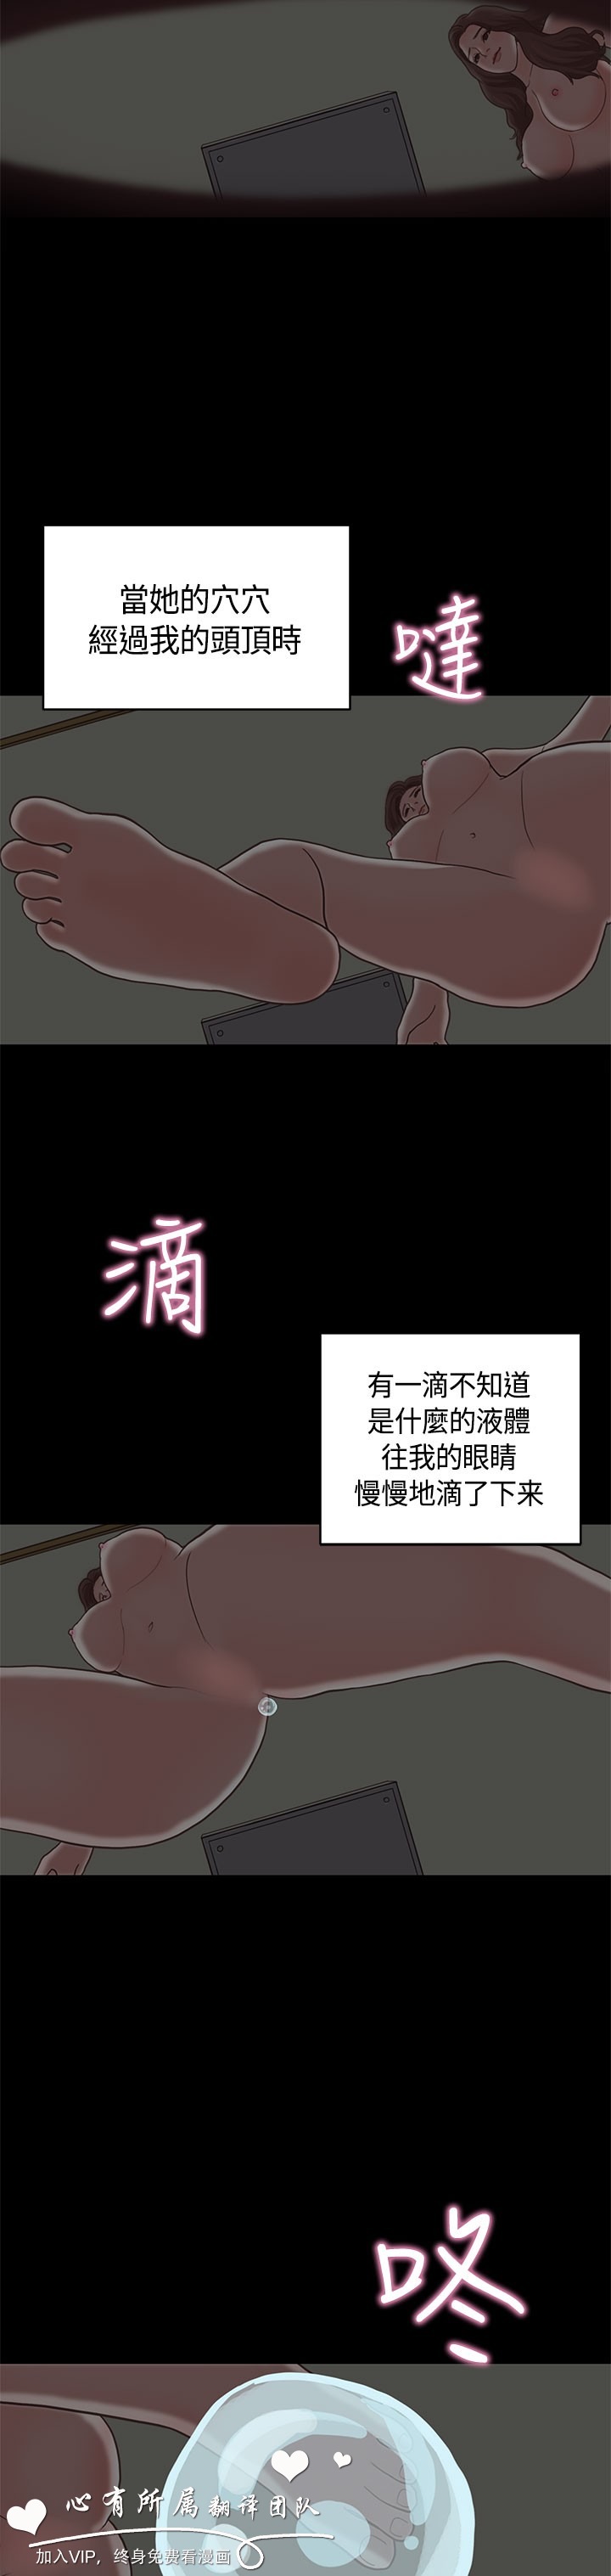 當她的穴穴
經過我的頭頂時
噠
滴
有一滴不知道
是什麼的液體
往我的眼睛
慢慢地滴了下来
咚
心有所属翻译团队
加入VIP，终身免费看漫画